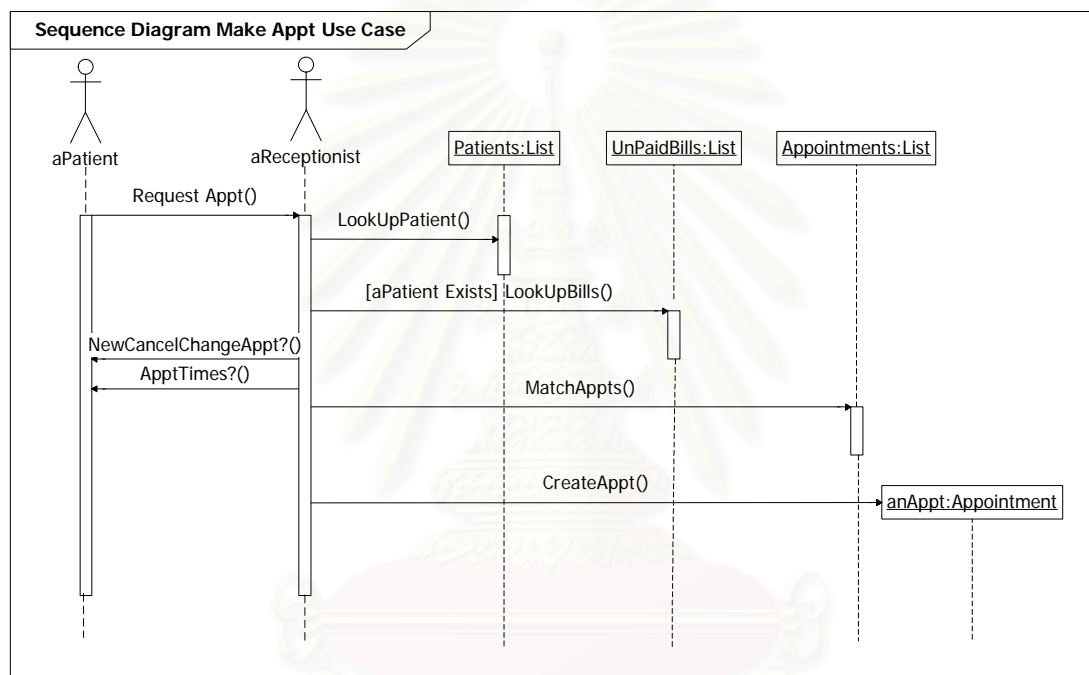 Sequence Diagram Make Appt Use Case
aPatient
aReceptionist
Patients:List
UnPaidBills:List
Appointments:List
Request Appt()
LookUpPatient()
[aPatient Exists] LookUpBills()
NewCancelChangeAppt?()
ApptTimes?()
MatchAppts()
CreateAppt()
anAppt:Appointment